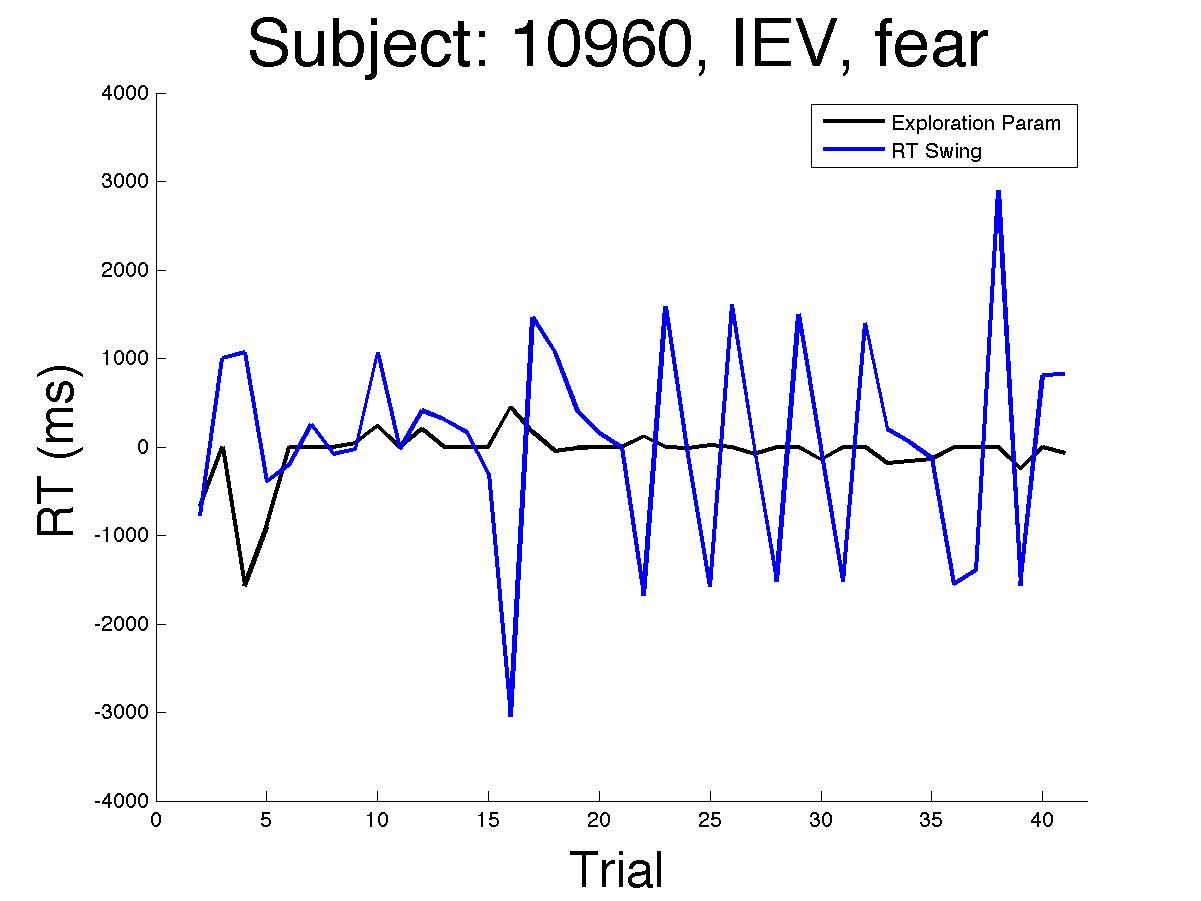 Subject: 10960, IEV, fear
Exploration Param
RT Swing
RT (ms)
4000
3000
2000
1000
0
-1000
-2000
-3000
-4000
0 5 10 15 20 25 30 35 40
Trial